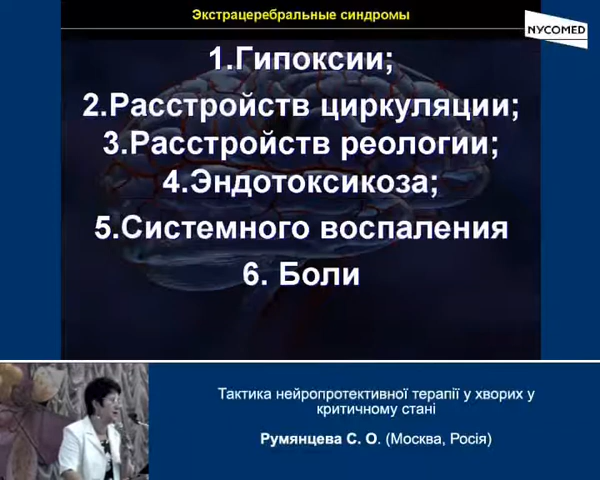 Экстрацеребральные синдромы
NYCOMED
1.Гипоксии;
2.Расстройств циркуляции;
3.Расстройств реологии;
4.Эндотоксикоза;
5.Системного воспаления
6. Боли
Тактика нейропротективної терапії у хворих у
критичному стані
Румянцева С. О. (Москва, Росія)